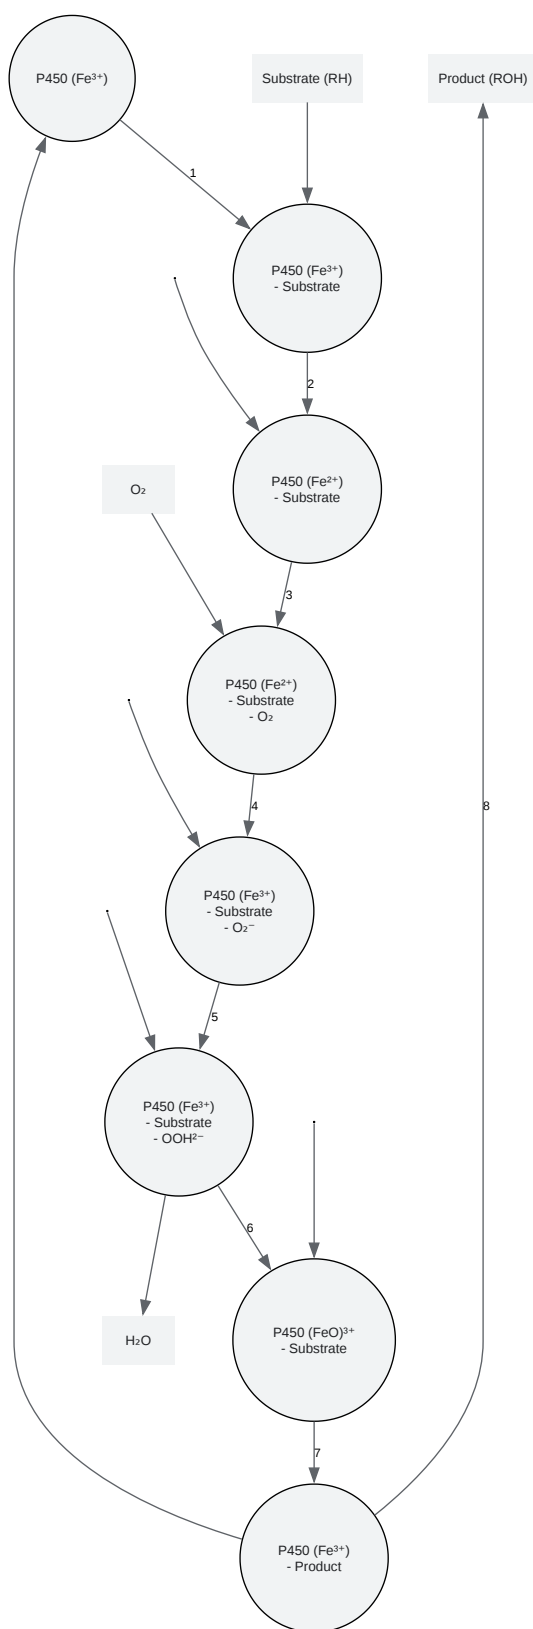 P450 (Fe³⁺)
Substrate (RH)
Product (ROH)
1
P450 (Fe³⁺)
- Substrate
2
P450 (Fe²⁺)
- Substrate
O₂
3
P450 (Fe²⁺)
- Substrate
- O₂
4
8
P450 (Fe³⁺)
- Substrate
- O₂⁻
5
P450 (Fe³⁺)
- Substrate
- OOH²⁻
6
H₂O
P450 (FeO)³⁺
- Substrate
7
P450 (Fe³⁺)
- Product